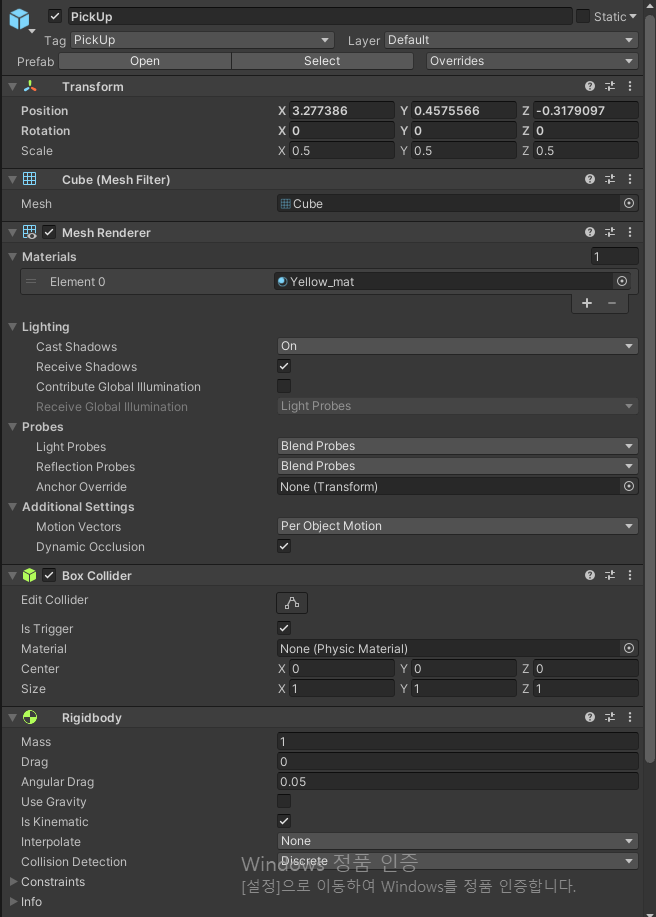 PickUp Static
Tag PickUp Layer Default
Prefab Open Select Overrides
Transform
Position X 3.277386 Y 0.4575566 Z -0.3179097
Rotation X 0 Y 0 Z 0
Scale X 0.5 Y 0.5 Z 0.5
Cube (Mesh Filter)
Mesh Cube
Mesh Renderer
Materials 1
Element 0 Yellow_mat
Lighting
Cast Shadows On
Receive Shadows
Contribute Global Illumination
Receive Global Illumination Light Probes
Probes
Light Probes Blend Probes
Reflection Probes Blend Probes
Anchor Override None (Transform)
Additional Settings
Motion Vectors Per Object Motion
Dynamic Occlusion
Box Collider
Edit Collider
Is Trigger
Material None (Physic Material)
Center X 0 Y 0 Z 0
Size X 1 Y 1 Z 1
Rigidbody
Mass 1
Drag 0
Angular Drag 0.05
Use Gravity
Is Kinematic
Interpolate None
Collision Detection Discrete
Windows 정품 인증
Constraints
[설정]으로 이동하여 Windows를 정품 인증합니다.
Info